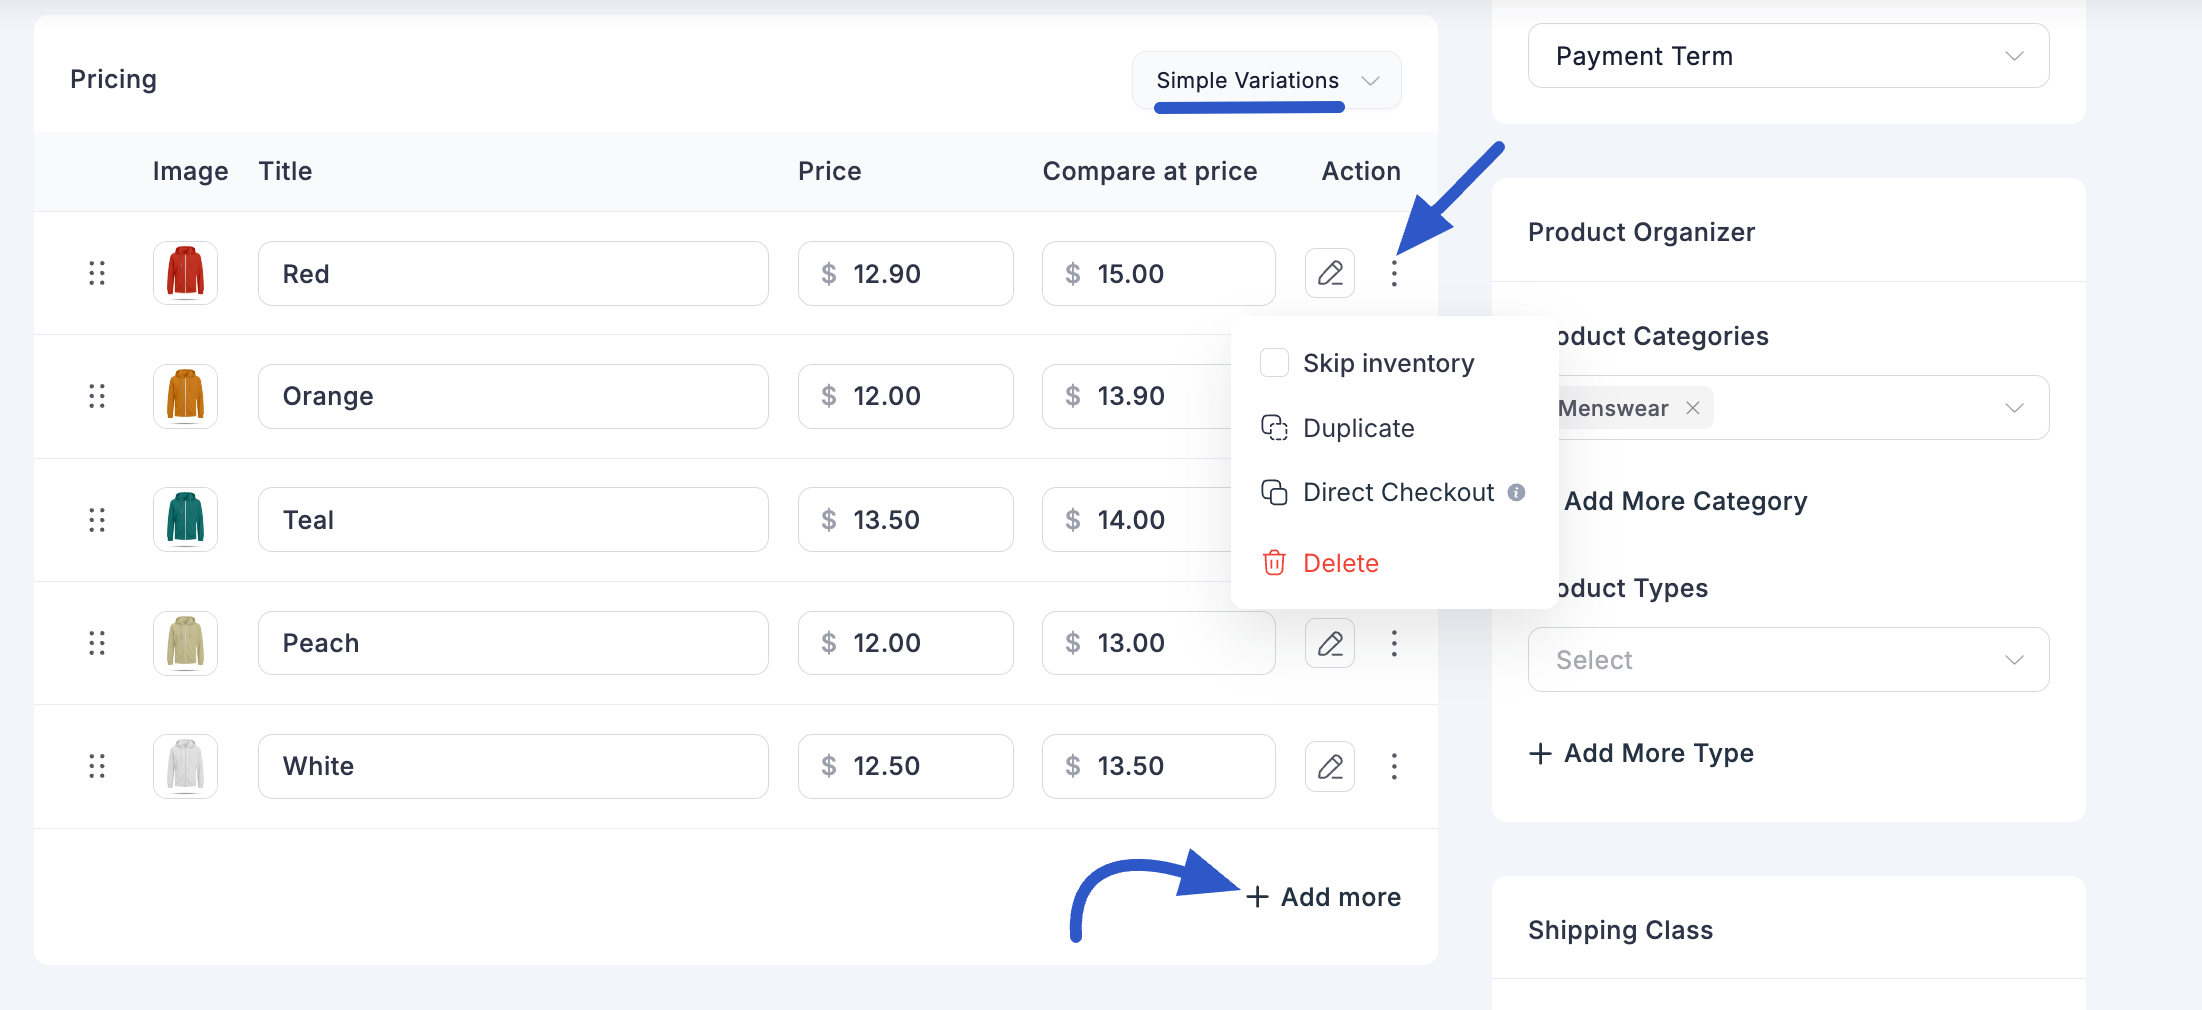 Pricing
Simple Variations
Image Title Price Compare at price Action
Red $ 12.90 $ 15.00
Orange $ 12.00 $ 13.90
Teal $ 13.50 $ 14.00
Peach $ 12.00 $ 13.00
White $ 12.50 $ 13.50
+ Add more
Skip inventory
Duplicate
Direct Checkout i
Delete
Payment Term
Product Organizer
oduct Categories
Menswear ×
Add More Category
oduct Types
Select
+ Add More Type
Shipping Class